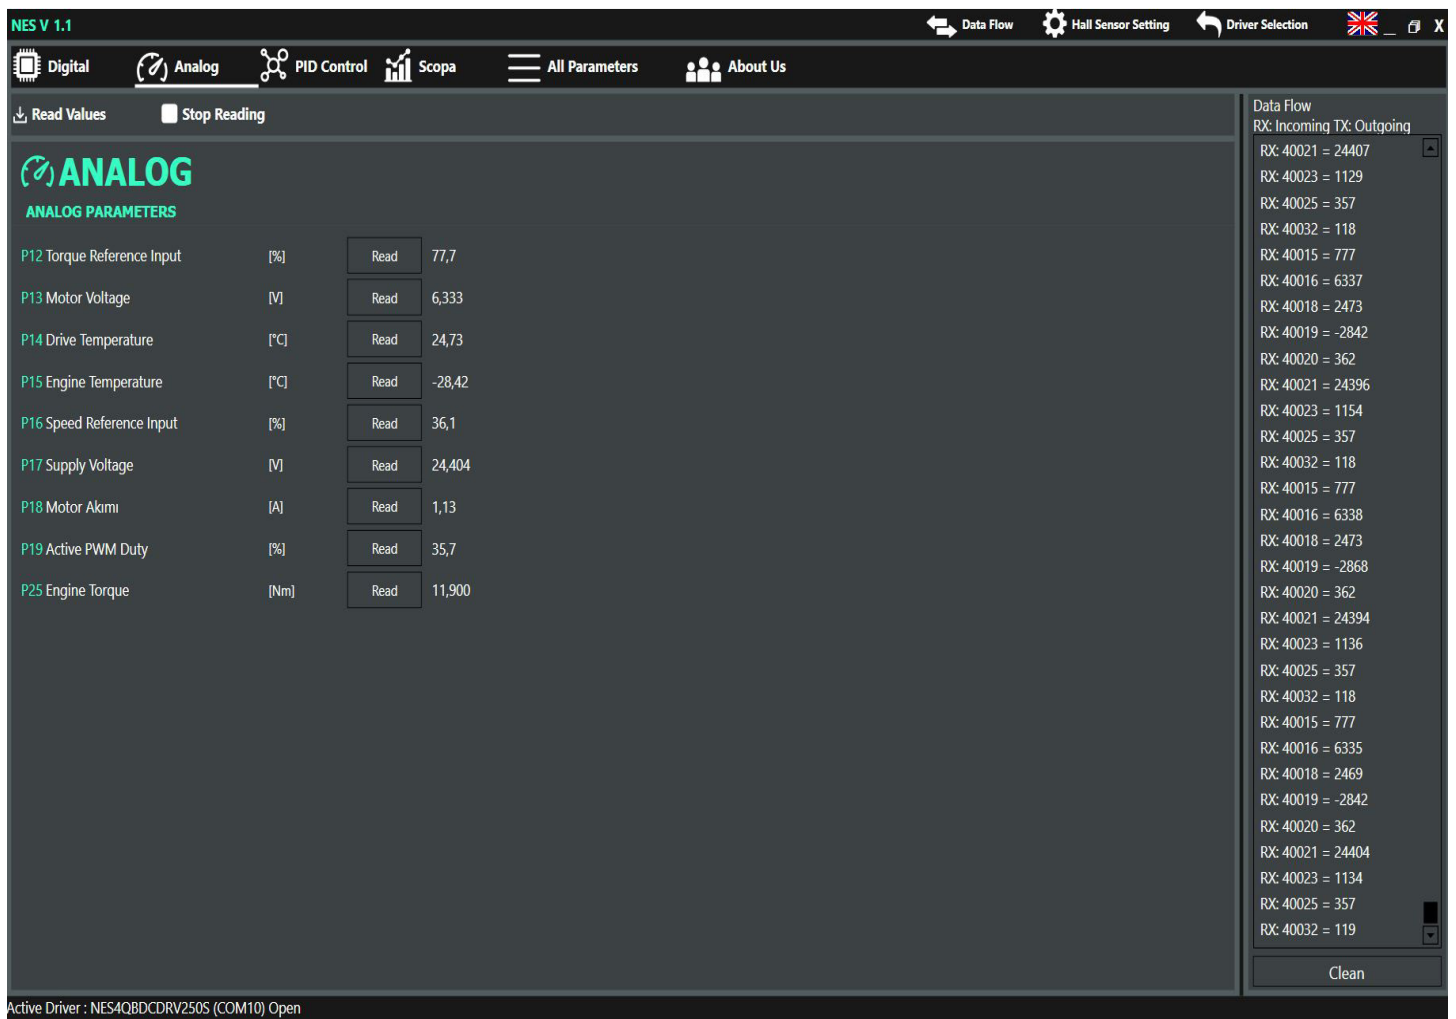 NES V 1.1
Data Flow
Hall Sensor Setting
Driver Selection
X
Digital
Analog
PID Control
Scopa
All Parameters
About Us
Read Values
Stop Reading
ANALOG
ANALOG PARAMETERS
P12 Torque Reference Input [%] Read 77,7
P13 Motor Voltage [V] Read 6,333
P14 Drive Temperature [°C] Read 24,73
P15 Engine Temperature [°C] Read -28,42
P16 Speed Reference Input [%] Read 36,1
P17 Supply Voltage [V] Read 24,404
P18 Motor Akımı [A] Read 1,13
P19 Active PWM Duty [%] Read 35,7
P25 Engine Torque [Nm] Read 11,900
Data Flow
RX: Incoming TX: Outgoing
RX: 40021 = 24407
RX: 40023 = 1129
RX: 40025 = 357
RX: 40032 = 118
RX: 40015 = 777
RX: 40016 = 6337
RX: 40018 = 2473
RX: 40019 = -2842
RX: 40020 = 362
RX: 40021 = 24396
RX: 40023 = 1154
RX: 40025 = 357
RX: 40032 = 118
RX: 40015 = 777
RX: 40016 = 6338
RX: 40018 = 2473
RX: 40019 = -2868
RX: 40020 = 362
RX: 40021 = 24394
RX: 40023 = 1136
RX: 40025 = 357
RX: 40032 = 118
RX: 40015 = 777
RX: 40016 = 6335
RX: 40018 = 2469
RX: 40019 = -2842
RX: 40020 = 362
RX: 40021 = 24404
RX: 40023 = 1134
RX: 40025 = 357
RX: 40032 = 119
Clean
Active Driver : NES4QBDCDRV250S (COM10) Open